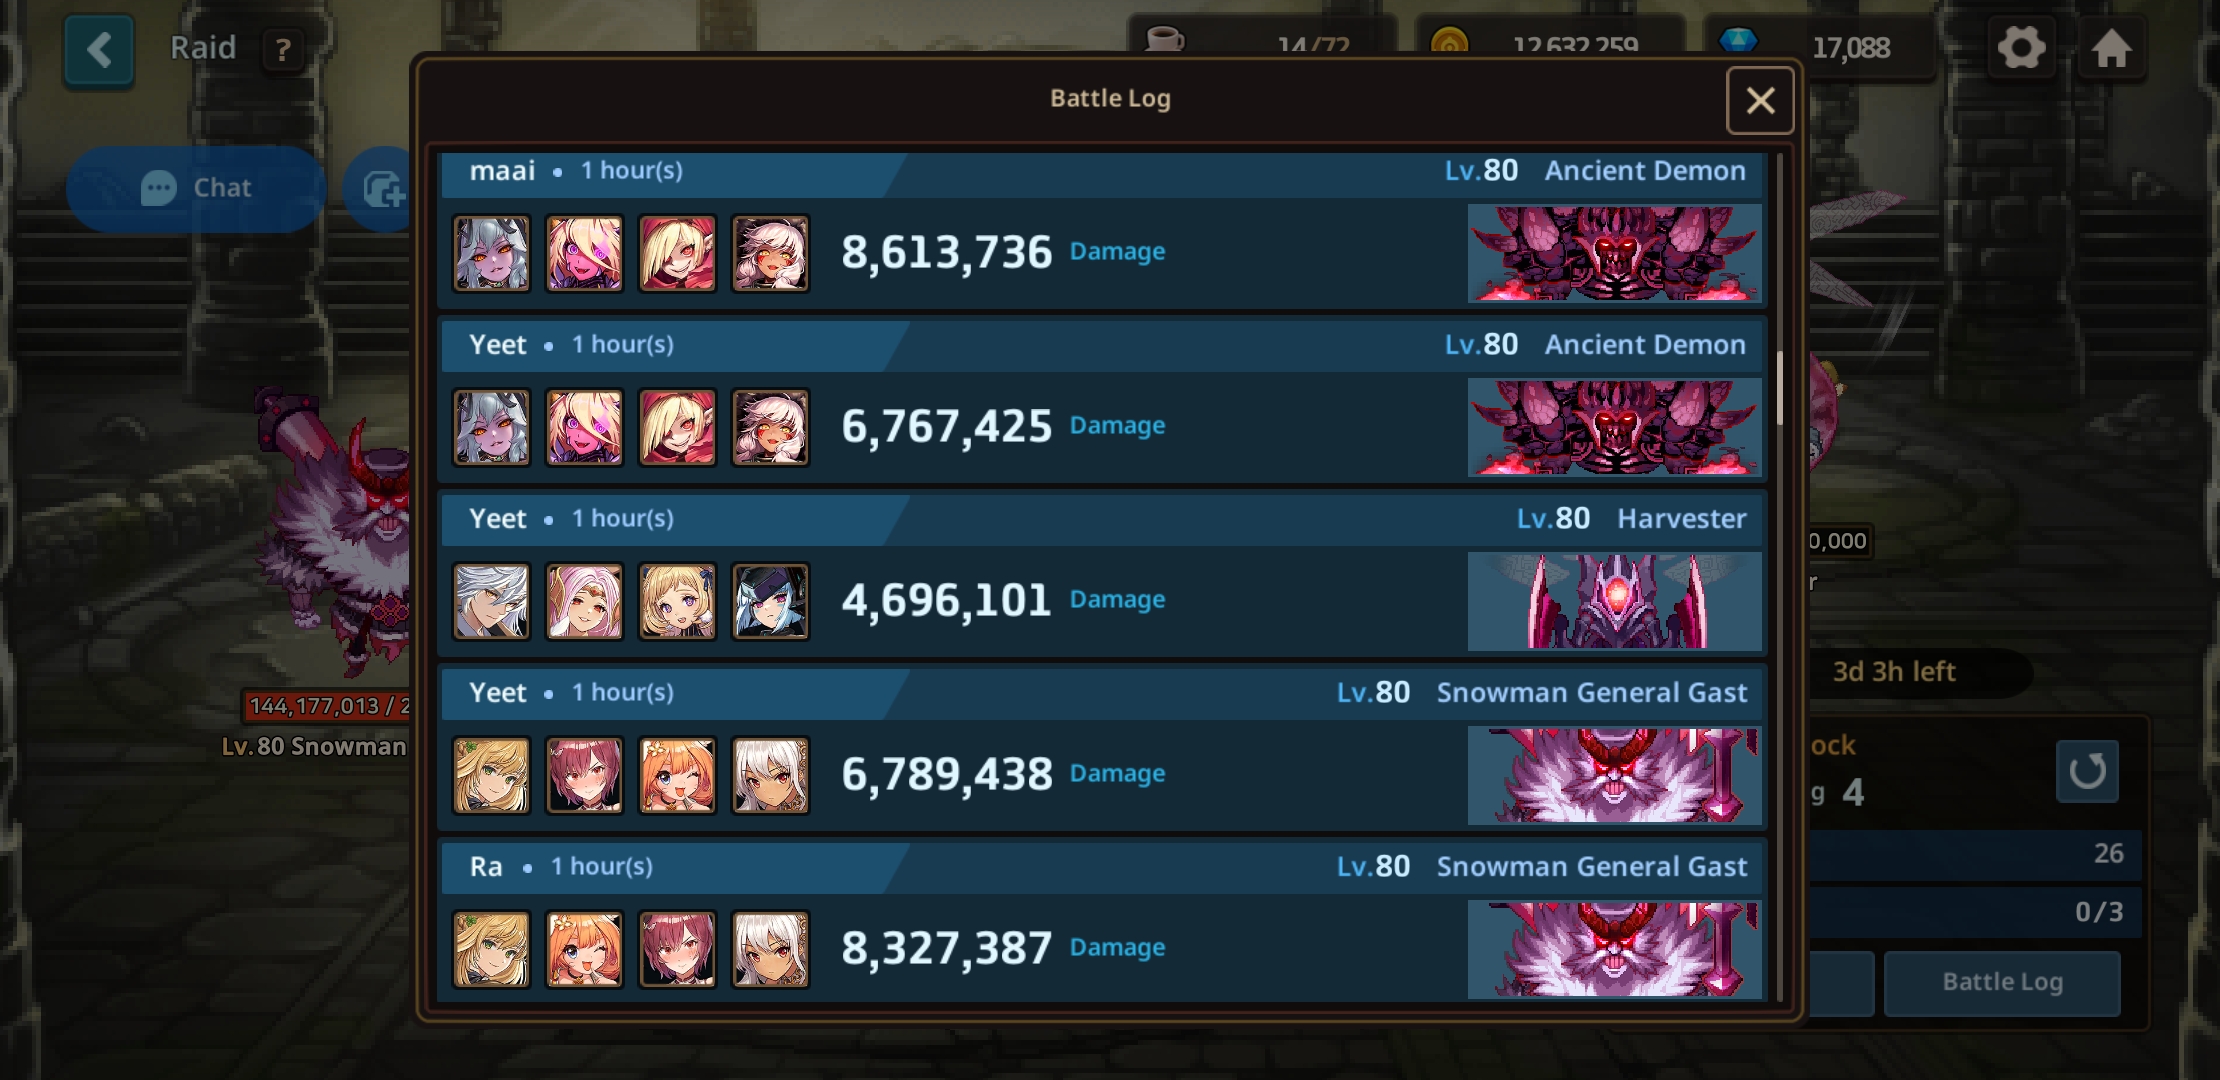 Raid ?
14/72
12,632,259
17,088
Battle Log
Chat
maai • 1 hour(s)
Lv.80 Ancient Demon
8,613,736 Damage
Yeet • 1 hour(s)
Lv.80 Ancient Demon
6,767,425 Damage
Yeet • 1 hour(s)
Lv.80 Harvester
4,696,101 Damage
0,000
r
Yeet • 1 hour(s)
Lv.80 Snowman General Gast
6,789,438 Damage
3d 3h left
144,177,013 / 2
Lv.80 Snowman
ock
g 4
26
0/3
Ra • 1 hour(s)
Lv.80 Snowman General Gast
8,327,387 Damage
Battle Log